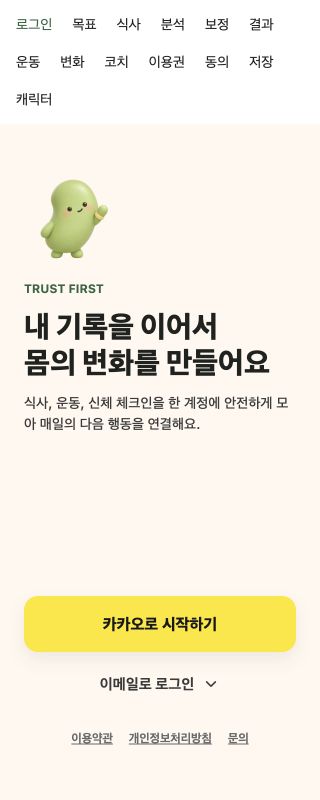 로그인 목표 식사 분석 보정 결과
운동 변화 코치 이용권 동의 저장
캐릭터
TRUST FIRST
내 기록을 이어서
몸의 변화를 만들어요
식사, 운동, 신체 체크인을 한 계정에 안전하게 모
아 매일의 다음 행동을 연결해요.
카카오로 시작하기
이메일로 로그인
이용약관 개인정보처리방침 문의